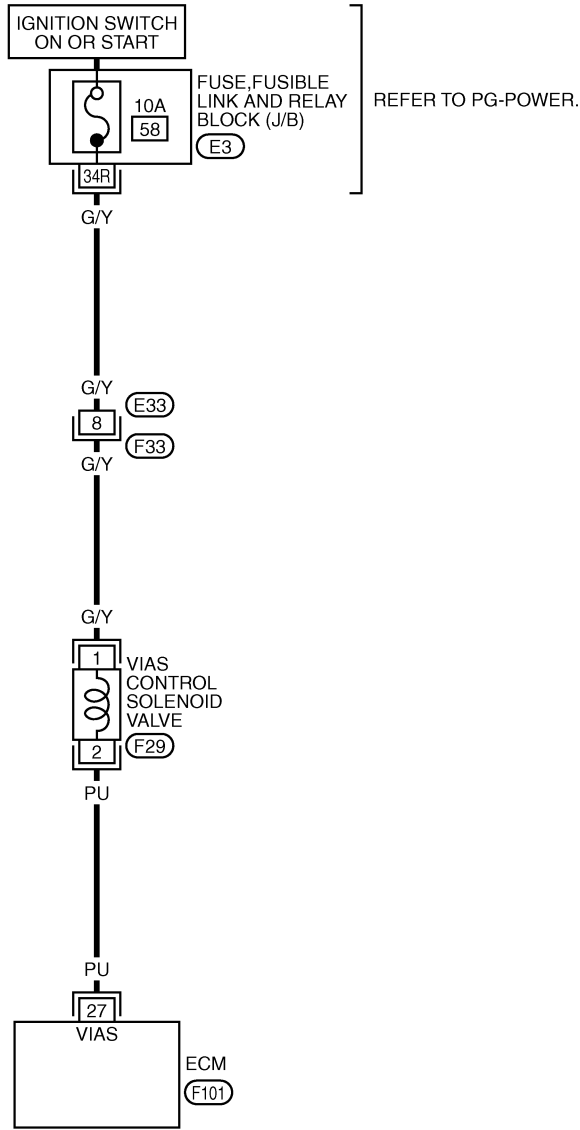 IGNITION SWITCH
ON OR START
FUSE,FUSIBLE
LINK AND RELAY
BLOCK (J/B)
10A
58
E3
REFER TO PG-POWER.
34R
G/Y
G/Y
E33
8
F33
G/Y
G/Y
1
VIAS
CONTROL
SOLENOID
VALVE
2
F29
PU
PU
27
VIAS
ECM
F101